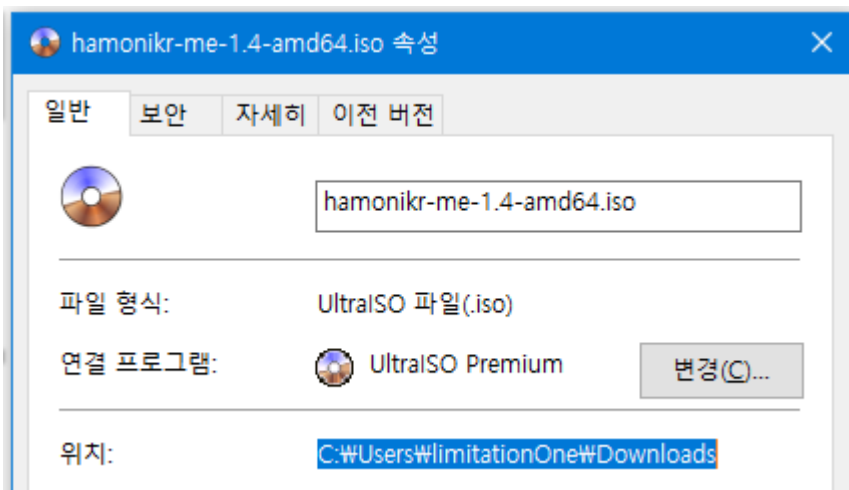 hamonikr-me-1.4-amd64.iso 속성
일반 보안 자세히 이전 버전
hamonikr-me-1.4-amd64.iso
파일 형식: UltraISO 파일(.iso)
연결 프로그램: UltraISO Premium 변경(C)...
위치: C:₩Users₩limitationOne₩Downloads